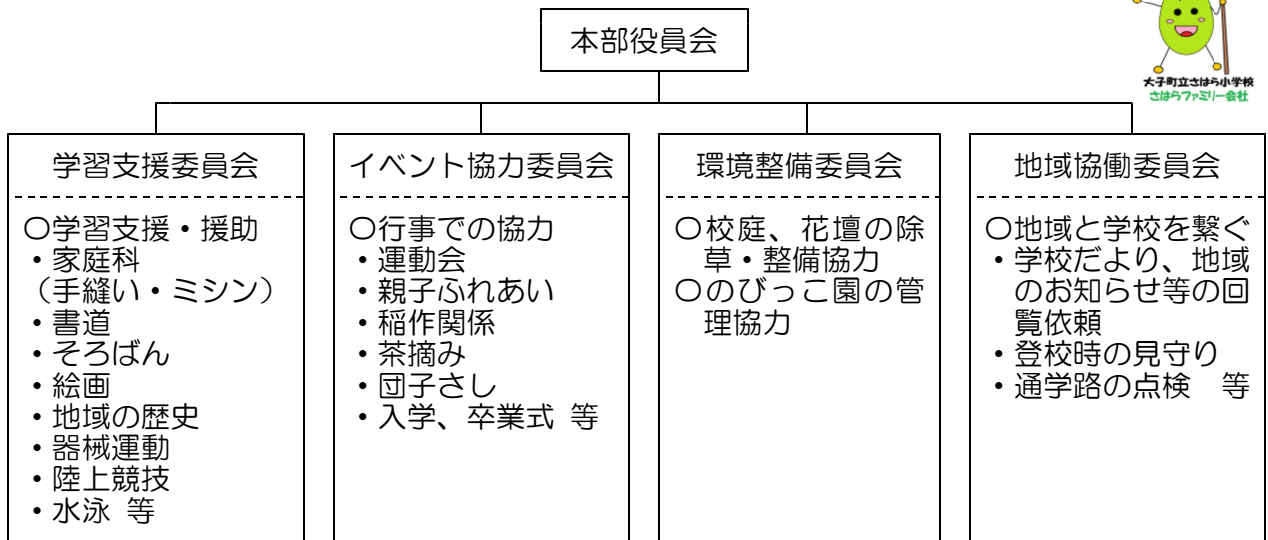 本部役員会
大子町立さはら小学校
さはらファミリー会社
学習支援委員会
〇学習支援・援助
・家庭科
（手縫い・ミシン）
・書道
・そろばん
・絵画
・地域の歴史
・器械運動
・陸上競技
・水泳 等
イベント協力委員会
〇行事での協力
・運動会
・親子ふれあい
・稲作関係
・茶摘み
・団子さし
・入学、卒業式 等
環境整備委員会
〇校庭、花壇の除
草・整備協力
〇のびっこ園の管
理協力
地域協働委員会
〇地域と学校を繋ぐ
・学校だより、地域
のお知らせ等の回
覧依頼
・登校時の見守り
・通学路の点検　等